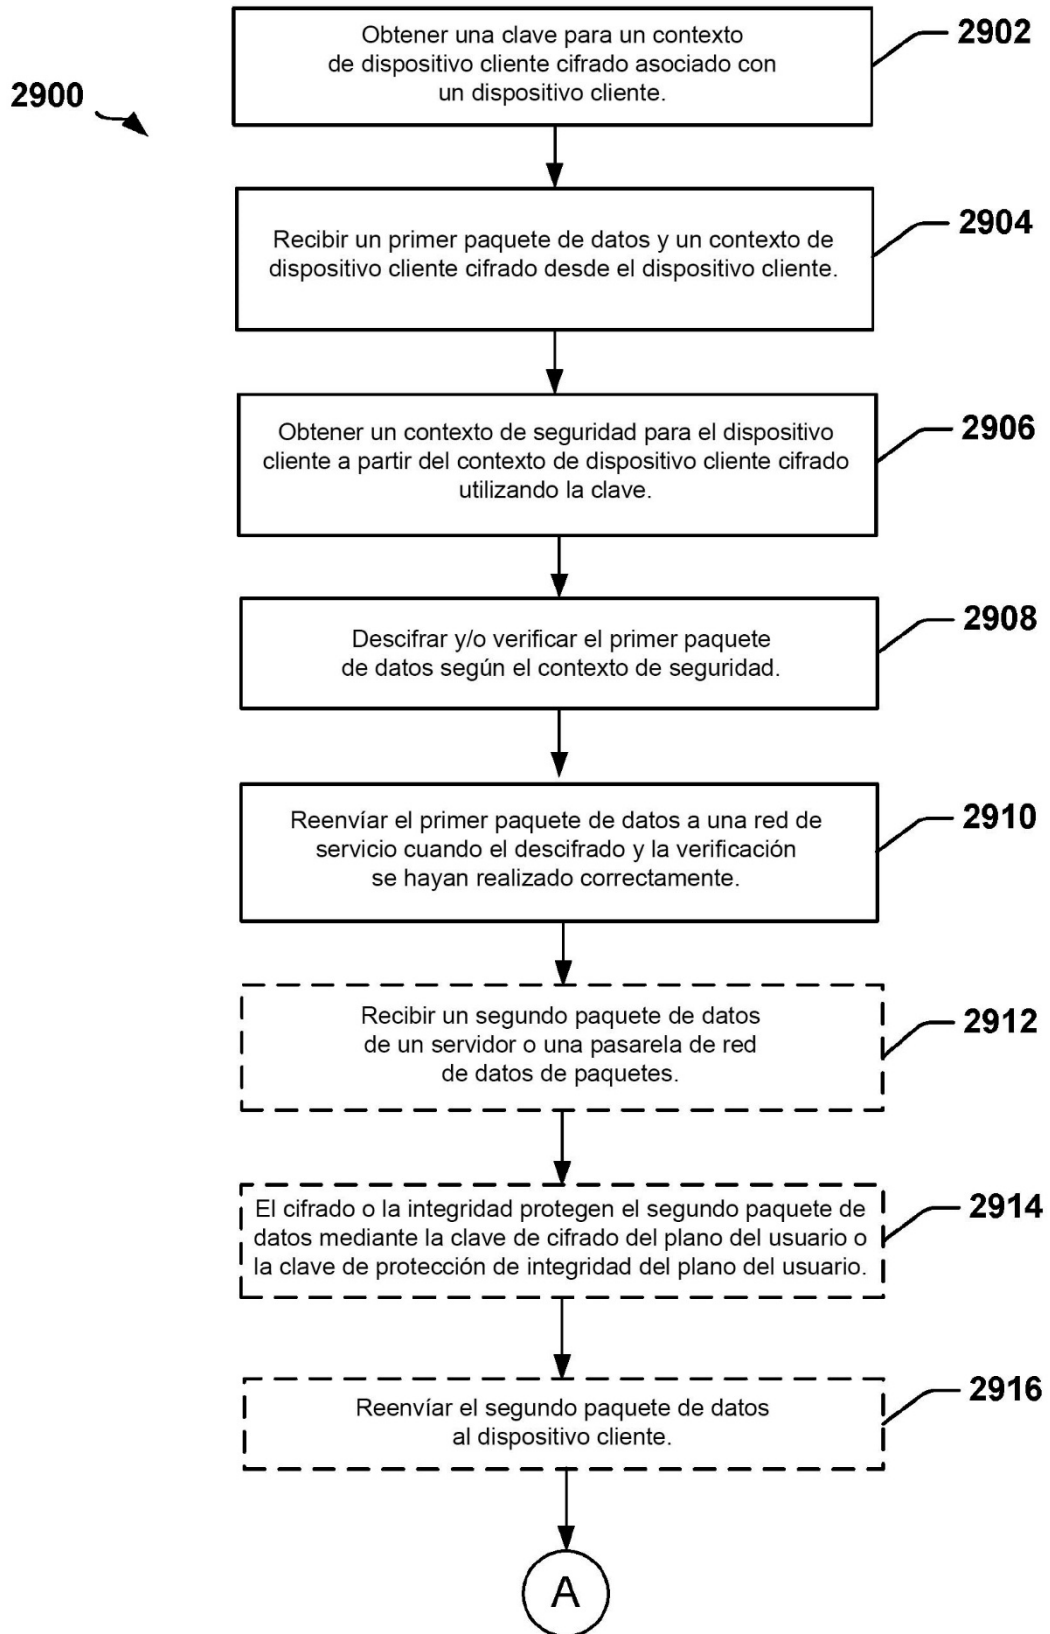 2900
Obtener una clave para un contexto
de dispositivo cliente cifrado asociado con
un dispositivo cliente.
2902
Recibir un primer paquete de datos y un contexto de
dispositivo cliente cifrado desde el dispositivo cliente.
2904
Obtener un contexto de seguridad para el dispositivo
cliente a partir del contexto de dispositivo cliente cifrado
utilizando la clave.
2906
Descifrar y/o verificar el primer paquete
de datos según el contexto de seguridad.
2908
Reenvíar el primer paquete de datos a una red de
servicio cuando el descifrado y la verificación
se hayan realizado correctamente.
2910
Recibir un segundo paquete de datos
de un servidor o una pasarela de red
de datos de paquetes.
2912
El cifrado o la integridad protegen el segundo paquete de
datos mediante la clave de cifrado del plano del usuario o
la clave de protección de integridad del plano del usuario.
2914
Reenvíar el segundo paquete de datos
al dispositivo cliente.
2916
A